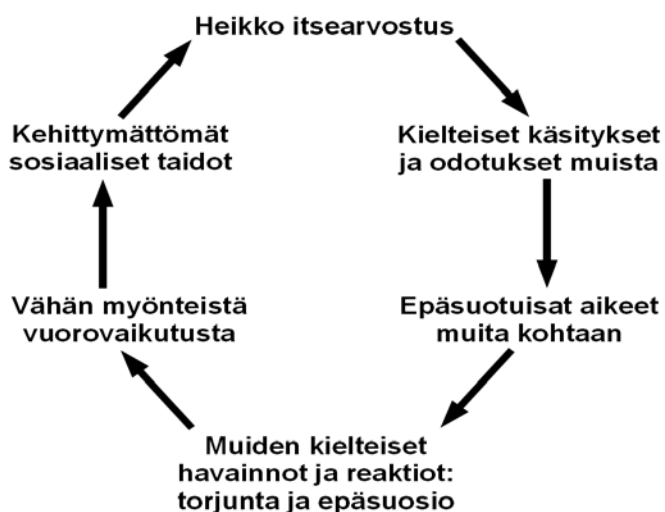 Heikko itsearvostus
Kielteiset käsitykset
ja odotukset muista
Epäsuotuisat aikeet
muita kohtaan
Muiden kielteiset
havainnot ja reaktiot:
torjunta ja epäsuosio
Vähän myönteistä
vuorovaikutusta
Kehittymättömät
sosiaaliset taidot